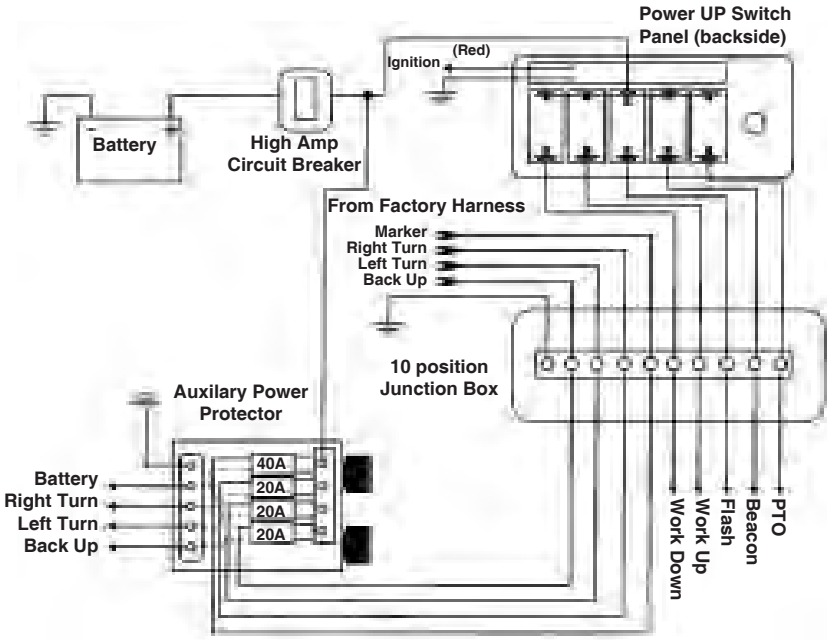 Power UP Switch
Panel (backside)
(Red)
Ignition
Battery
High Amp
Circuit Breaker
From Factory Harness
Marker
Right Turn
Left Turn
Back Up
10 position
Junction Box
Auxilary Power
Protector
40A
20A
20A
20A
Battery
Right Turn
Left Turn
Back Up
Work Down
Work Up
Flash
Beacon
PTO